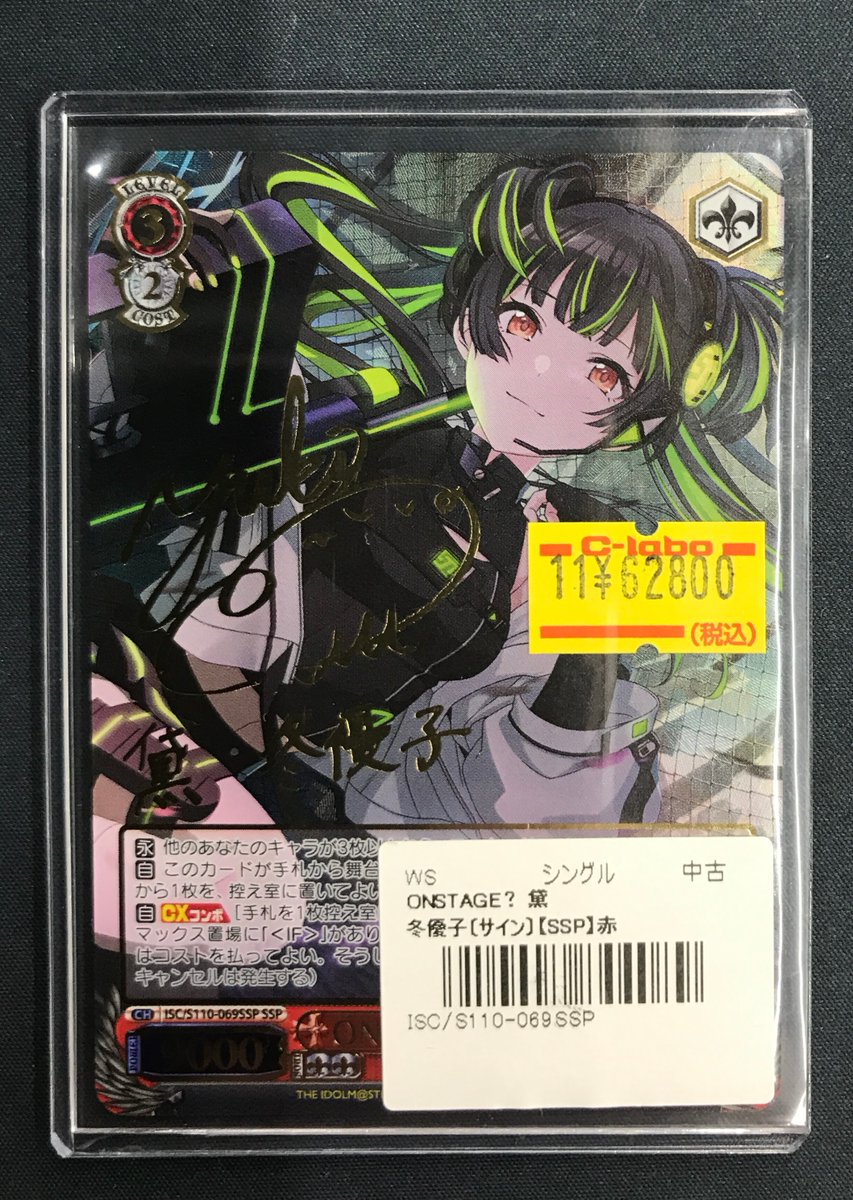 LEVEL
3
2
COST
黛 冬優子
C-labo
11¥62800
(税込)
永 他のあなたのキャラが3枚以
自 このカードが手札から舞台
から1枚を、控え室に置いてよい
自 CXコンボ [手札を1枚控え室
マックス置場に「<IF>」があり
はコストを払ってよい。そうし
キャンセルは発生する)
WS シングル 中古
ONSTAGE? 黛
冬優子[サイン]【SSP】赤
ISC/S110-069SSP
CH ISC/S110-069SSP SSP
POWER
9000
ON
THE IDOLM@ST